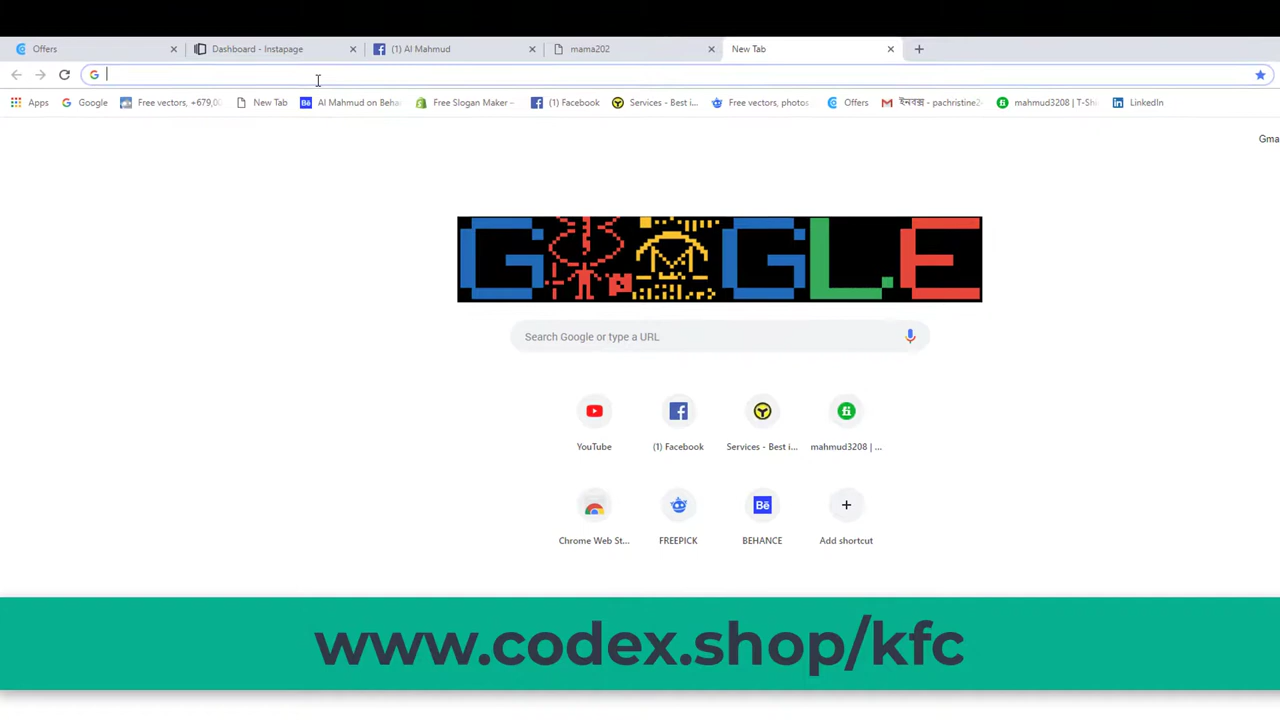 Offers
Dashboard - Instapage
(1) Al Mahmud
mama202
New Tab
Apps
Google
Free vectors, +679,0
New Tab
Al Mahmud on Beha
Free Slogan Maker -
(1) Facebook
Services - Best i...
Free vectors, photos
Offers
ইনবক্স - pachristine2
mahmud3208 | T-Sh
LinkedIn
Gma
GOOGLE
Search Google or type a URL
YouTube
(1) Facebook
Services - Best i...
mahmud3208 | ...
Chrome Web St...
FREEPICK
BEHANCE
Add shortcut
www.codex.shop/kfc